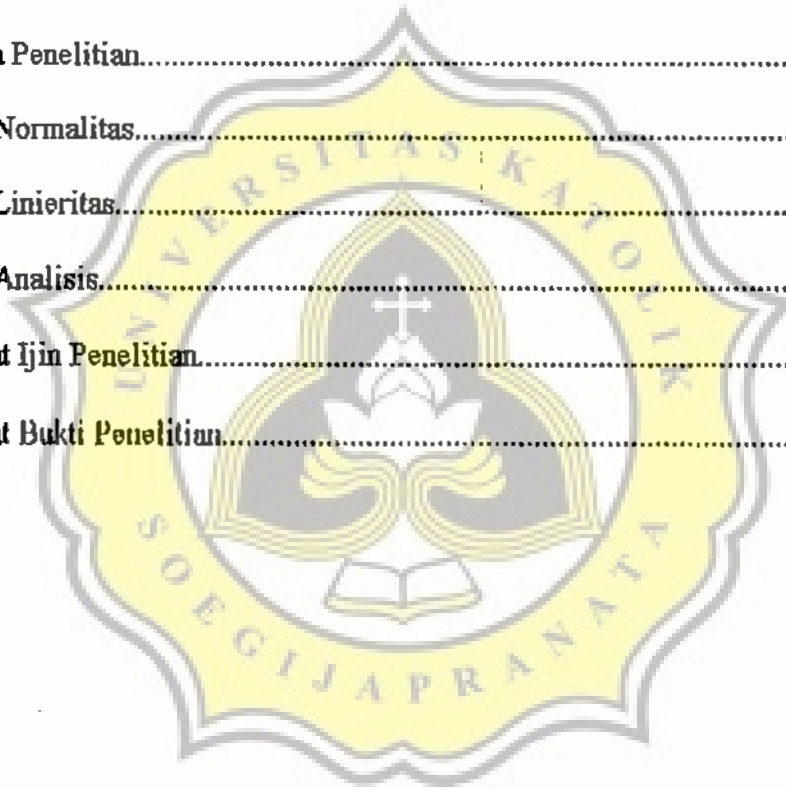 Penelitian
Normalitas
Linieritas
Analisis
Ijin Penelitian
Bukti Penelitian
UNIVERSITAS KATOLIK
SOEGIJAPRANATA